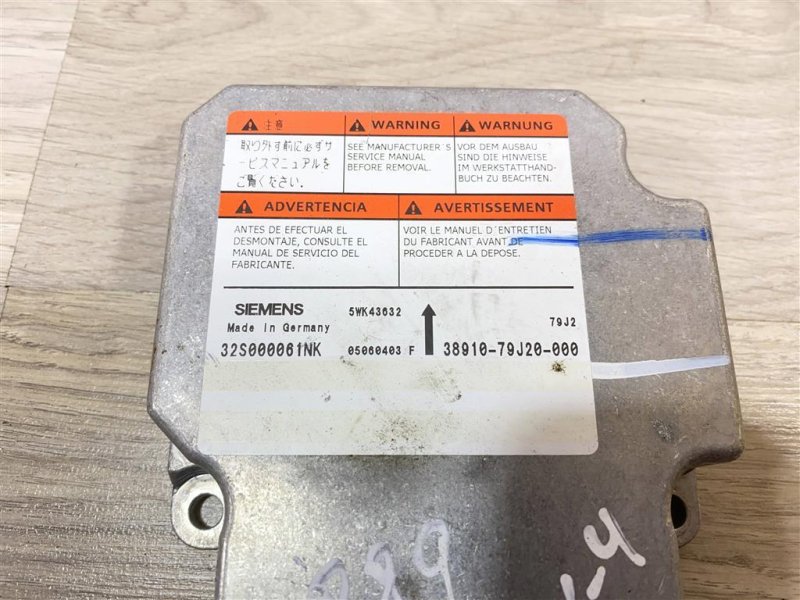 注意
取り外す前に必ずサ
ービスマニュアルを
ご覧ください.
WARNING
SEE MANUFACTURER´S
SERVICE MANUAL
BEFORE REMOVAL.
WARNUNG
VOR DEM AUSBAU
SIND DIE HINWEISE
IM WERKSTATTHAND-
BUCH ZU BEACHTEN.
ADVERTENCIA
ANTES DE EFECTUAR EL
DESMONTAJE, CONSULTE EL
MANUAL DE SERVICIO DEL
FABRICANTE.
AVERTISSEMENT
VOIR LE MANUEL D´ENTRETIEN
DU FABRICANT AVANT DE
PROCEDER A LA DEPOSE.
SIEMENS 5WK43632
Made in Germany 79J2
32S000061NK 05060403 F 38910-79J20-000
989